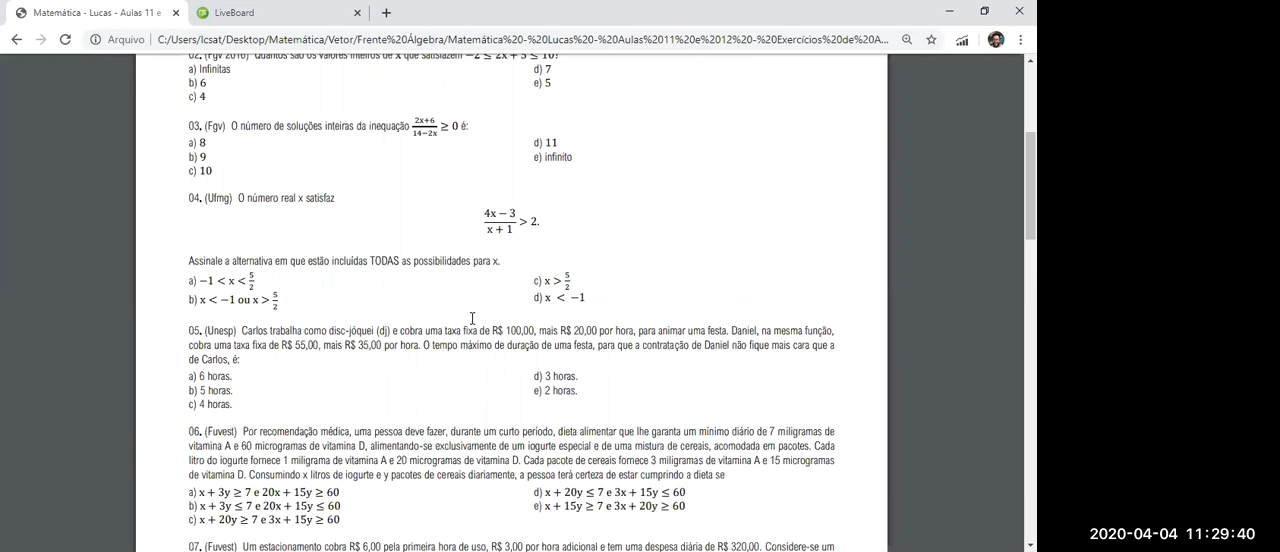 Matemática - Lucas - Aulas 11 e
LiveBoard
Arquivo C:/Users/lcsat/Desktop/Matemática/Vetor/Frente%20Álgebra/Matemática%20-%20Lucas%20-%20Aulas%2011%20e%2012%20-%20Exercícios%20de%20A...
02. (Fgv 2016) Quantos são os valores inteiros de x que satisfazem −2 ≤ 2x + 5 ≤ 10?
a) Infinitas
b) 6
c) 4
d) 7
e) 5
03. (Fgv) O número de soluções inteiras da inequação 2x+6/14−2x ≥ 0 é:
a) 8
b) 9
c) 10
d) 11
e) infinito
04. (Ufmg) O número real x satisfaz
4x − 3
x + 1
> 2.
Assinale a alternativa em que estão incluídas TODAS as possibilidades para x.
a) −1 < x < 5/2
b) x < −1 ou x > 5/2
c) x > 5/2
d) x < −1
05. (Unesp) Carlos trabalha como disc-jóquei (dj) e cobra uma taxa fixa de R$ 100,00, mais R$ 20,00 por hora, para animar uma festa. Daniel, na mesma função,
cobra uma taxa fixa de R$ 55,00, mais R$ 35,00 por hora. O tempo máximo de duração de uma festa, para que a contratação de Daniel não fique mais cara que a
de Carlos, é:
a) 6 horas.
b) 5 horas.
c) 4 horas.
d) 3 horas.
e) 2 horas.
06. (Fuvest) Por recomendação médica, uma pessoa deve fazer, durante um curto período, dieta alimentar que lhe garanta um mínimo diário de 7 miligramas de
vitamina A e 60 microgramas de vitamina D, alimentando-se exclusivamente de um iogurte especial e de uma mistura de cereais, acomodada em pacotes. Cada
litro do iogurte fornece 1 miligrama de vitamina A e 20 microgramas de vitamina D. Cada pacote de cereais fornece 3 miligramas de vitamina A e 15 microgramas
de vitamina D. Consumindo x litros de iogurte e y pacotes de cereais diariamente, a pessoa terá certeza de estar cumprindo a dieta se
a) x + 3y ≥ 7 e 20x + 15y ≥ 60
b) x + 3y ≤ 7 e 20x + 15y ≤ 60
c) x + 20y ≥ 7 e 3x + 15y ≥ 60
d) x + 20y ≤ 7 e 3x + 15y ≤ 60
e) x + 15y ≥ 7 e 3x + 20y ≥ 60
07. (Fuvest) Um estacionamento cobra R$ 6,00 pela primeira hora de uso, R$ 3,00 por hora adicional e tem uma despesa diária de R$ 320,00. Considere-se um
2020-04-04 11:29:40